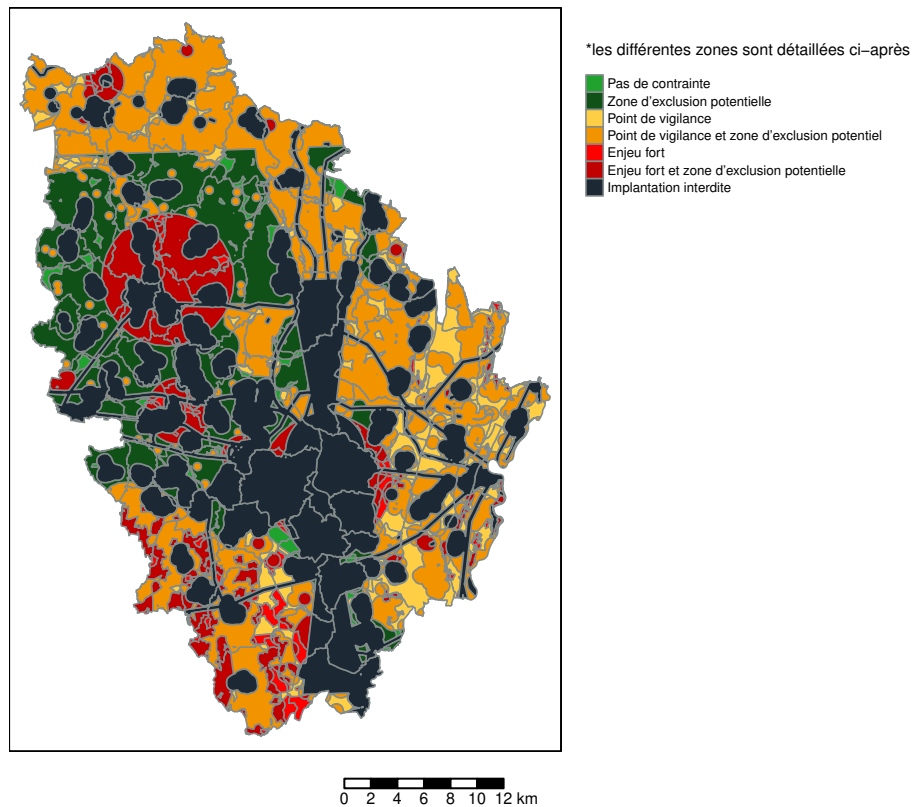 *les différentes zones sont détaillées ci−après
Pas de contrainte
Zone d'exclusion potentielle
Point de vigilance
Point de vigilance et zone d'exclusion potentiel
Enjeu fort
Enjeu fort et zone d'exclusion potentielle
Implantation interdite
0 2 4 6 8 10 12 km